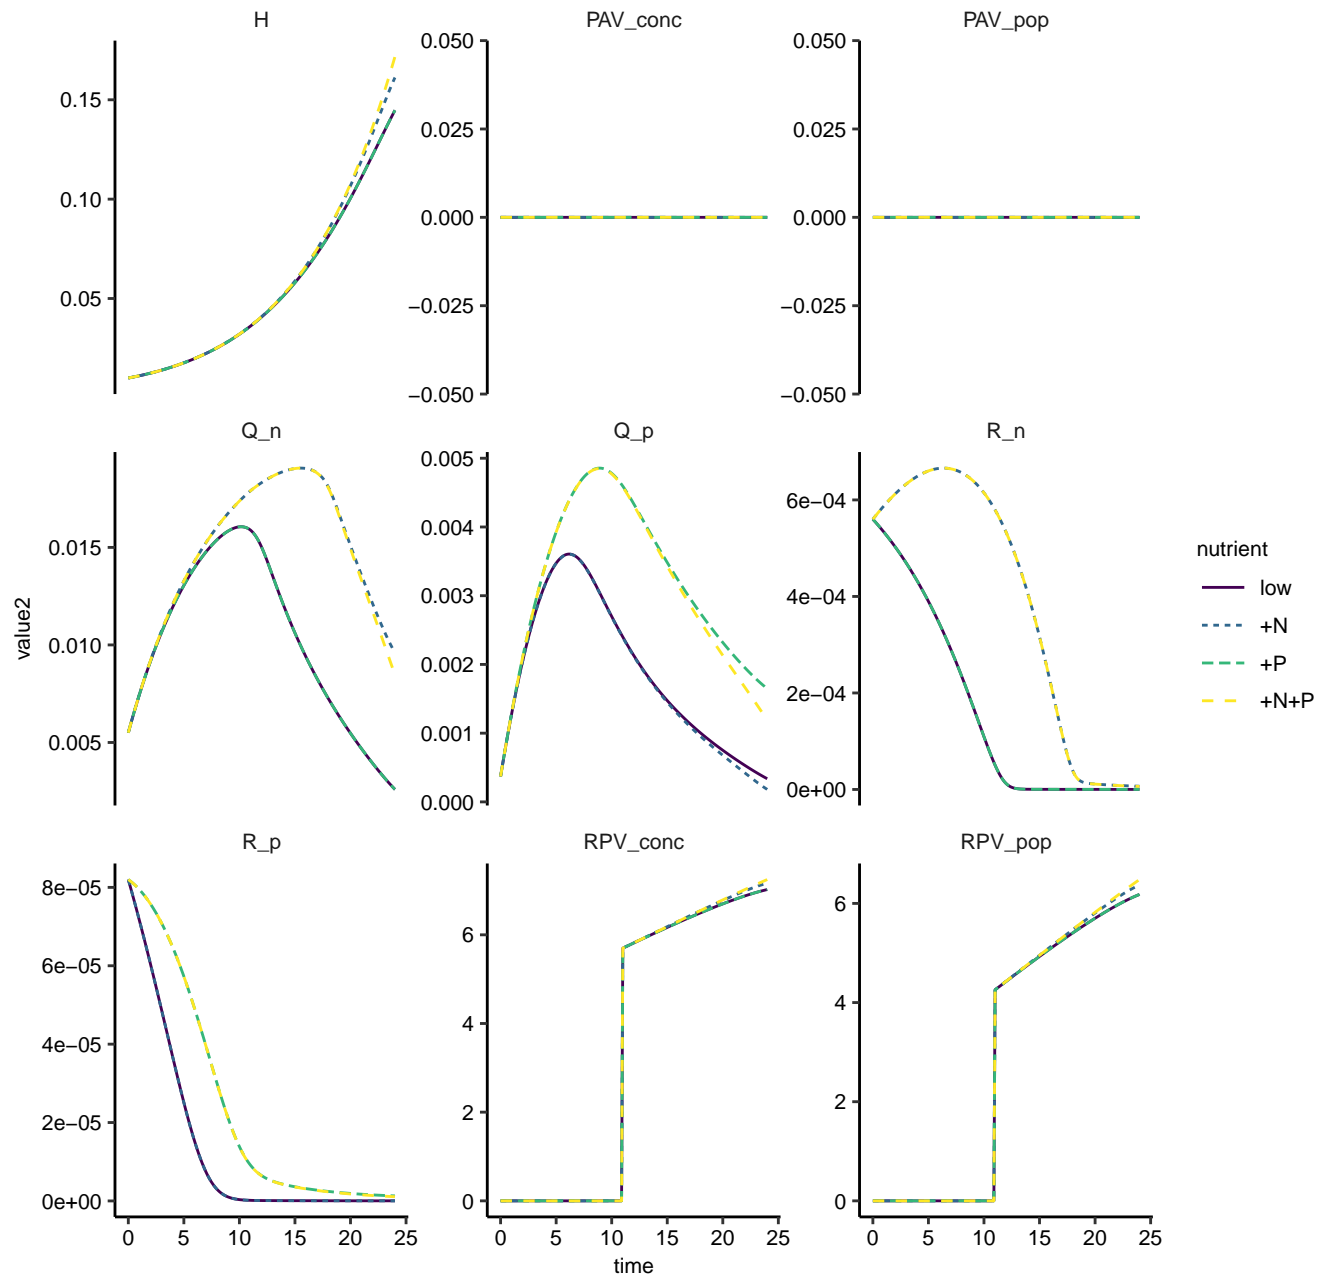 H
PAV_conc
PAV_pop
0.15
0.10
0.05
0.050
0.025
0.000
−0.025
−0.050
0.050
0.025
0.000
−0.025
−0.050
Q_n
Q_p
R_n
0.015
0.010
0.005
0.005
0.004
0.003
0.002
0.001
0.000
6e−04
4e−04
2e−04
0e+00
value2
nutrient
low
+N
+P
+N+P
R_p
RPV_conc
RPV_pop
8e−05
6e−05
4e−05
2e−05
0e+00
6
4
2
0
6
4
2
0
0 5 10 15 20 25
0 5 10 15 20 25
0 5 10 15 20 25
time